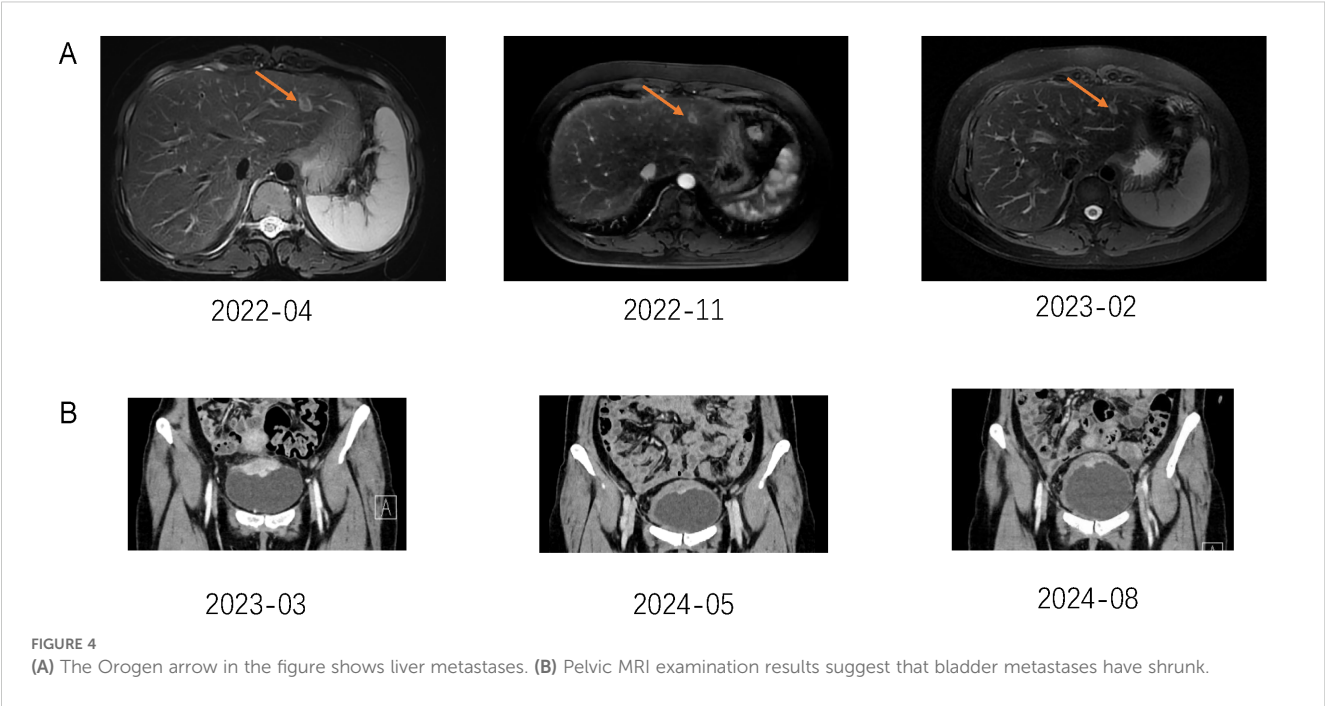 A
2022-04
2022-11
2023-02
B
A
2023-03
2024-05
2024-08
FIGURE 4
(A) The Orogen arrow in the figure shows liver metastases. (B) Pelvic MRI examination results suggest that bladder metastases have shrunk.